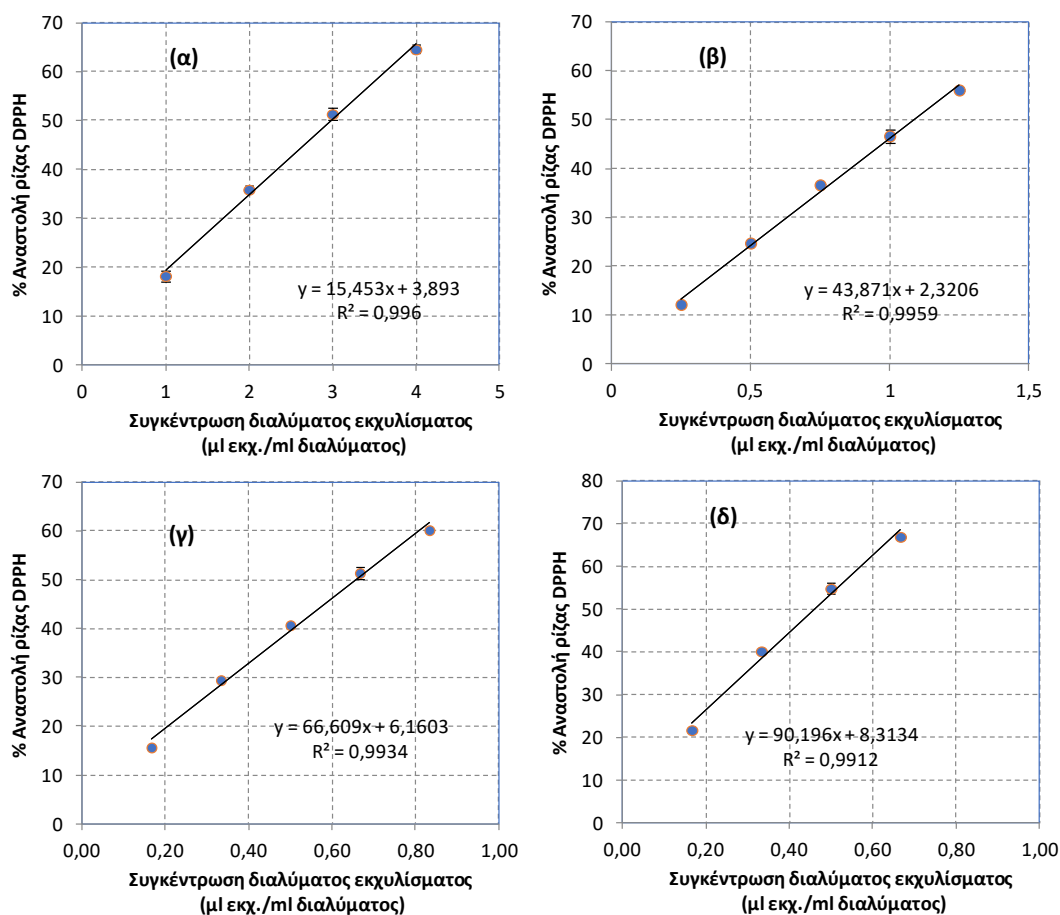 % Αναστολή ρίζας DPPH
70
60
50
40
30
20
10
0
(α)
y = 15,453x + 3,893
R² = 0,996
0 1 2 3 4 5
Συγκέντρωση διαλύματος εκχυλίσματος
(μl εκχ./ml διαλύματος)
% Αναστολή ρίζας DPPH
70
60
50
40
30
20
10
0
(β)
y = 43,871x + 2,3206
R² = 0,9959
0 0,5 1 1,5
Συγκέντρωση διαλύματος εκχυλίσματος
(μl εκχ./ml διαλύματος)
% Αναστολή ρίζας DPPH
70
60
50
40
30
20
10
0
(γ)
y = 66,609x + 6,1603
R² = 0,9934
0,00 0,20 0,40 0,60 0,80 1,00
Συγκέντρωση διαλύματος εκχυλίσματος
(μl εκχ./ml διαλύματος)
% Αναστολή ρίζας DPPH
80
70
60
50
40
30
20
10
0
(δ)
y = 90,196x + 8,3134
R² = 0,9912
0,00 0,20 0,40 0,60 0,80 1,00
Συγκέντρωση διαλύματος εκχυλίσματος
(μl εκχ./ml διαλύματος)